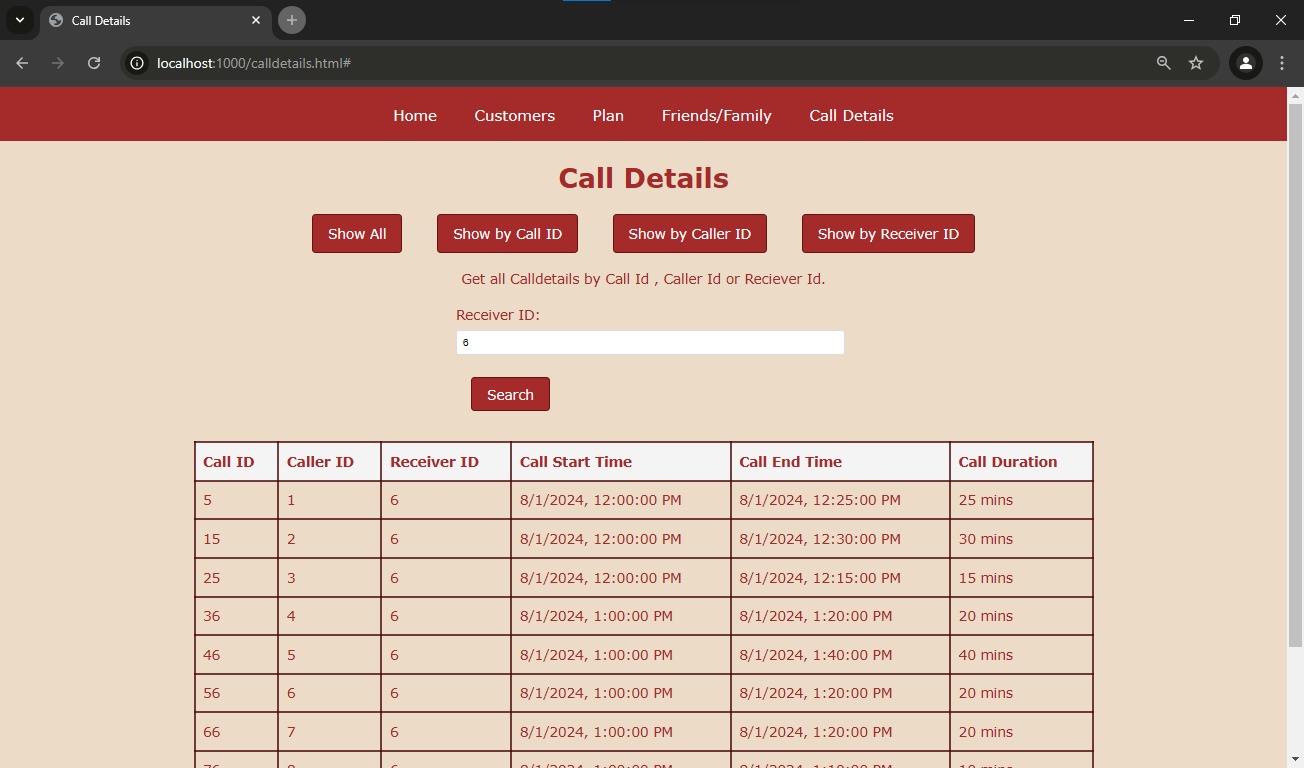 Call Details
localhost:1000/calldetails.html#
Home Customers Plan Friends/Family Call Details
Call Details
Show All Show by Call ID Show by Caller ID Show by Receiver ID
Get all Calldetails by Call Id , Caller Id or Reciever Id.
Receiver ID:
6
Search
Call ID Caller ID Receiver ID Call Start Time Call End Time Call Duration
5 1 6 8/1/2024, 12:00:00 PM 8/1/2024, 12:25:00 PM 25 mins
15 2 6 8/1/2024, 12:00:00 PM 8/1/2024, 12:30:00 PM 30 mins
25 3 6 8/1/2024, 12:00:00 PM 8/1/2024, 12:15:00 PM 15 mins
36 4 6 8/1/2024, 1:00:00 PM 8/1/2024, 1:20:00 PM 20 mins
46 5 6 8/1/2024, 1:00:00 PM 8/1/2024, 1:40:00 PM 40 mins
56 6 6 8/1/2024, 1:00:00 PM 8/1/2024, 1:20:00 PM 20 mins
66 7 6 8/1/2024, 1:00:00 PM 8/1/2024, 1:20:00 PM 20 mins